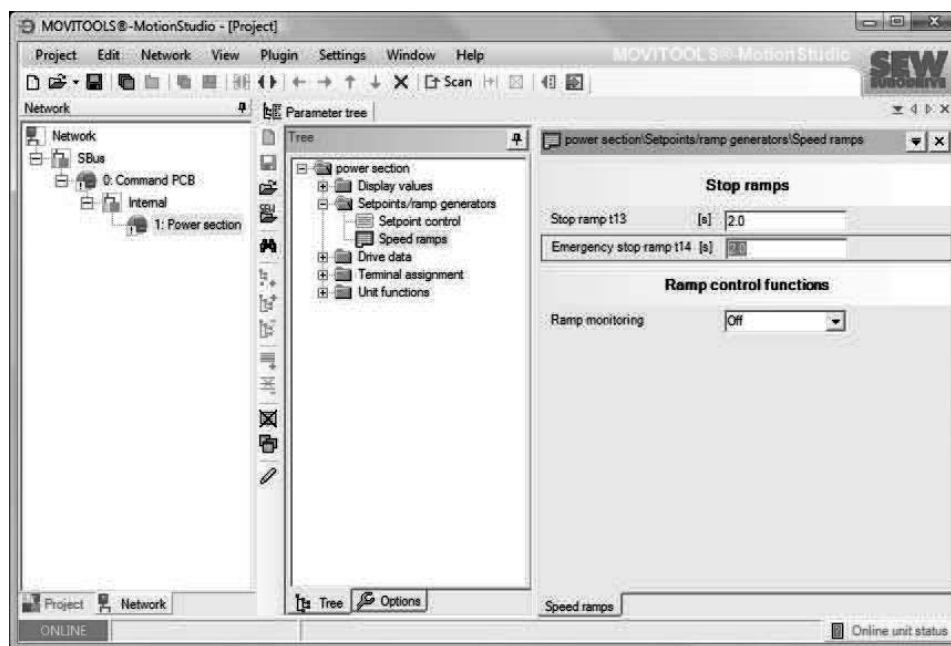 MOVITOOLS®-MotionStudio - [Project]
Project Edit Network View Plugin Settings Window Help
MOVITOOLS®-MotionStudio
SEW
EURODRIVE
Scan
Network
Parameter tree
Network
SBus
0: Command PCB
Internal
1: Power section
Tree
power section
Display values
Setpoints/ramp generators
Setpoint control
Speed ramps
Drive data
Terminal assignment
Unit functions
power section\Setpoints/ramp generators\Speed ramps
Stop ramps
Stop ramp t13 [s] 2.0
Emergency stop ramp t14 [s] 2.0
Ramp control functions
Ramp monitoring Off
Project Network
Tree Options
Speed ramps
ONLINE
Online unit status